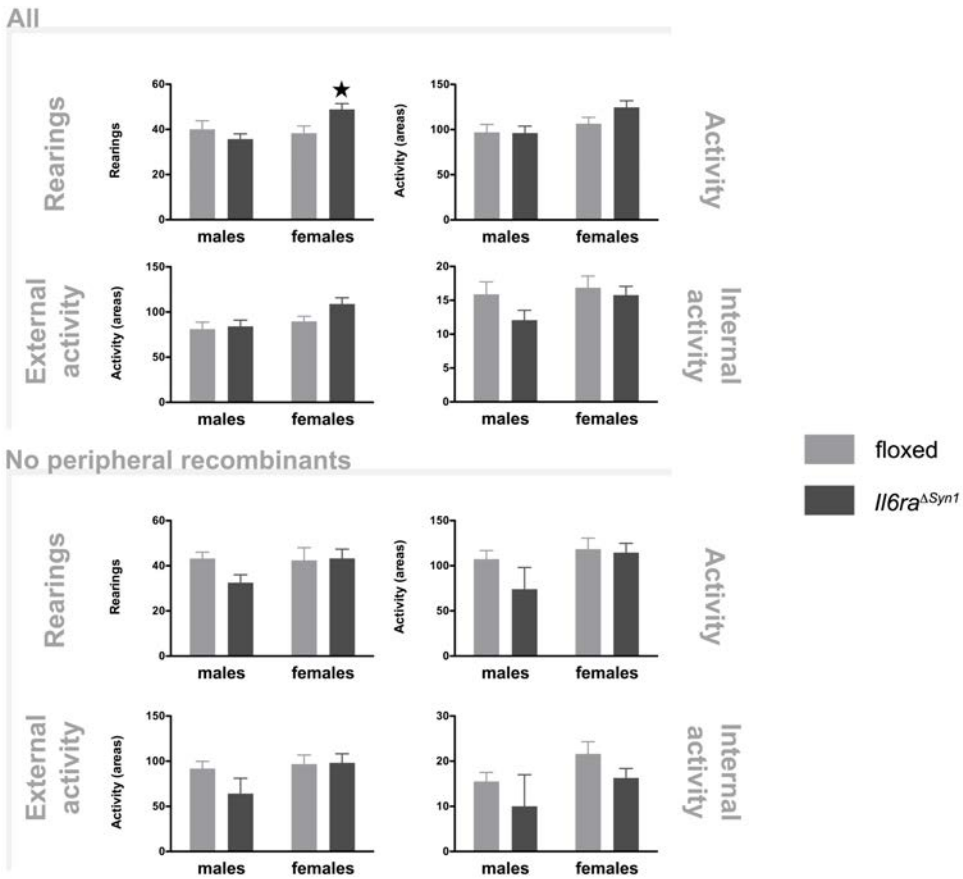 All
Rearings
Rearings
60
40
20
0
males
females
★
Activity (areas)
150
100
50
0
males
females
Activity
External
activity
Activity (areas)
150
100
50
0
males
females
20
15
10
5
0
males
females
Internal
activity
No peripheral recombinants
floxed
Il6raΔSyn1
Rearings
Rearings
60
40
20
0
males
females
Activity (areas)
150
100
50
0
males
females
Activity
External
activity
Activity (areas)
150
100
50
0
males
females
30
20
10
0
males
females
Internal
activity